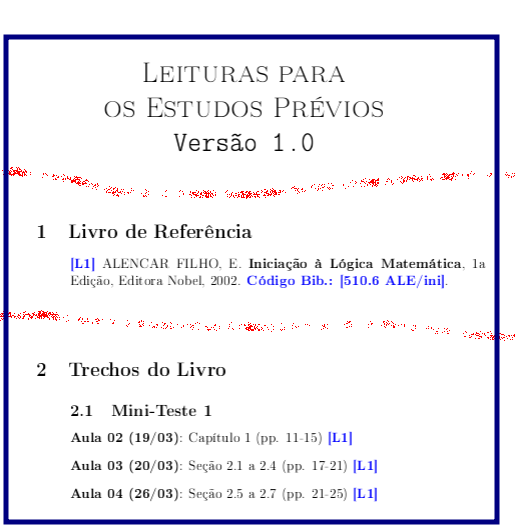 LEITURAS PARA
OS ESTUDOS PRÉVIOS
Versão 1.0
1 Livro de Referência
[L1] ALENCAR FILHO, E. Iniciação à Lógica Matemática, 1a
Edição, Editora Nobel, 2002. Código Bib.: [510.6 ALE/ini].
2 Trechos do Livro
2.1 Mini-Teste 1
Aula 02 (19/03): Capítulo 1 (pp. 11-15) [L1]
Aula 03 (20/03): Seção 2.1 a 2.4 (pp. 17-21) [L1]
Aula 04 (26/03): Seção 2.5 a 2.7 (pp. 21-25) [L1]